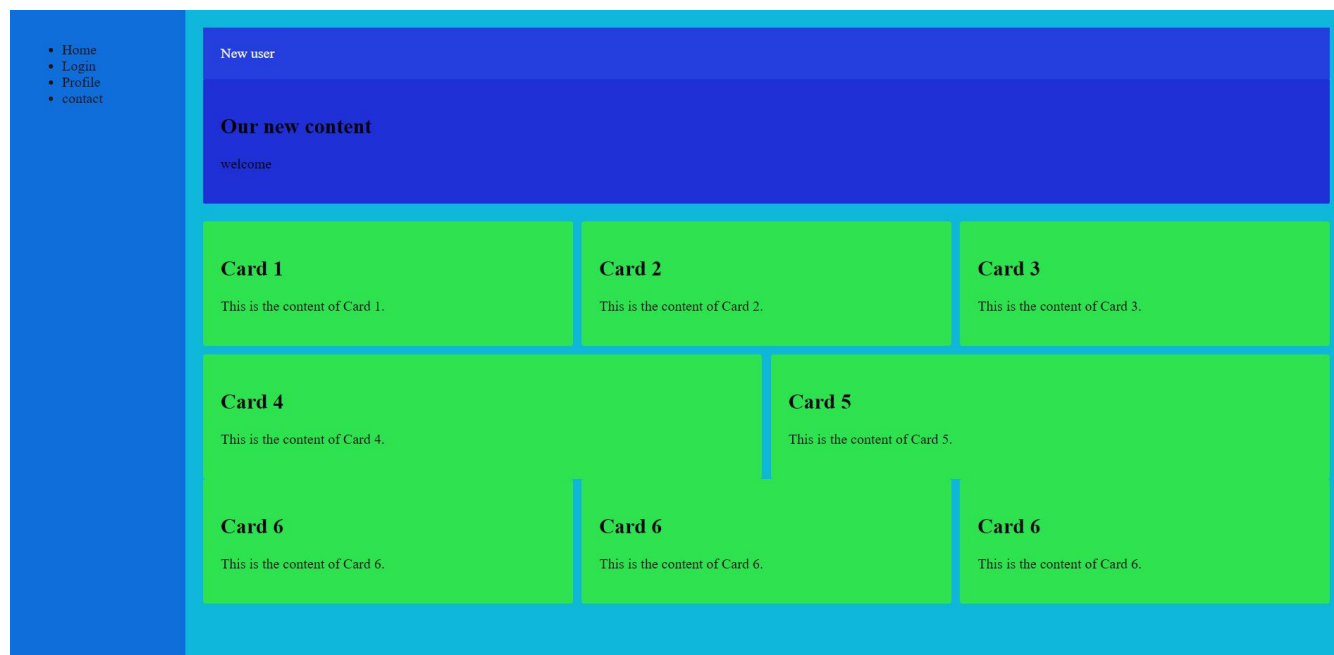 Home
Login
Profile
contact
New user
Our new content
welcome
Card 1
This is the content of Card 1.
Card 2
This is the content of Card 2.
Card 3
This is the content of Card 3.
Card 4
This is the content of Card 4.
Card 5
This is the content of Card 5.
Card 6
This is the content of Card 6.
Card 6
This is the content of Card 6.
Card 6
This is the content of Card 6.